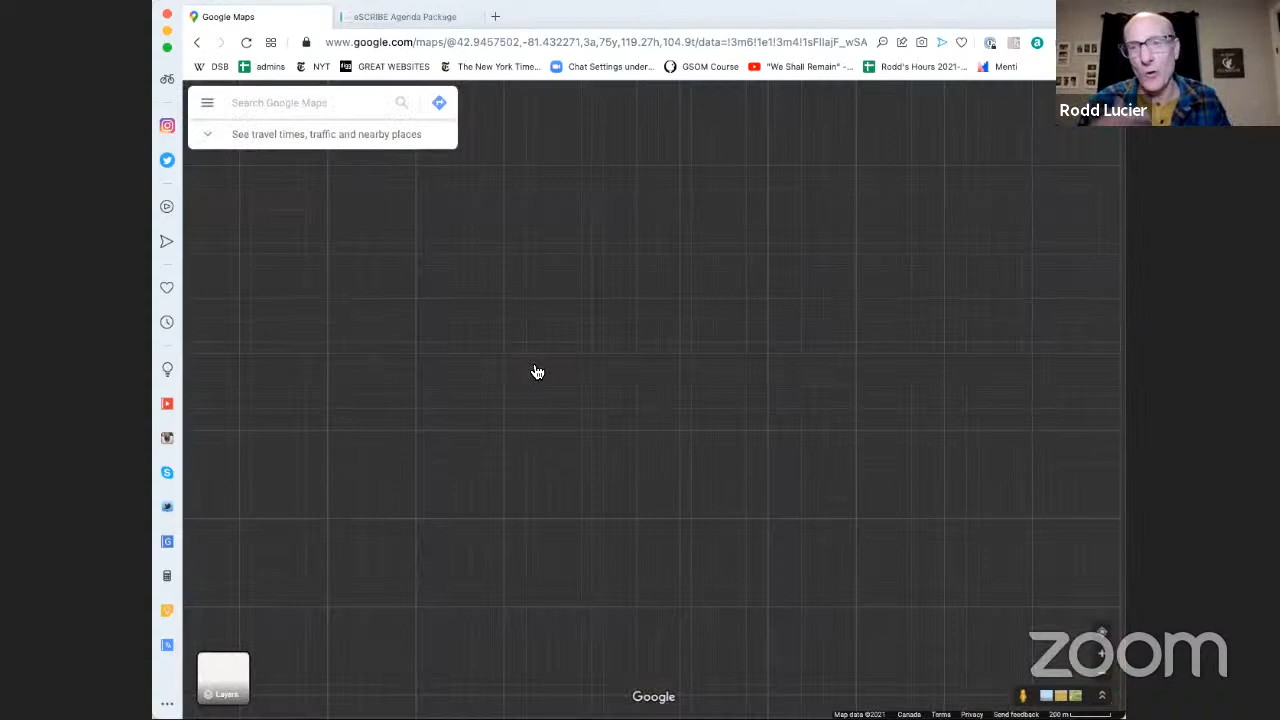 Google Maps
eSCRIBE Agenda Package
www.google.com/maps/@42.9457502,-81.432271,3a,75y,119.27h,104.9t/data=!3m6!1e1!3m4!1sFIIajF_wSA
W DSB
admins
NYT
GREAT WEBSITES
The New York Time...
Chat Settings under...
GSCM Course
"We Shall Remain" -...
Rodd's Hours 2021-...
Menti
Rodd Lucier
Search Google Maps
See travel times, traffic and nearby places
Layers
Google
zoom
Map data ©2021 Canada Terms Privacy Send feedback 200 m